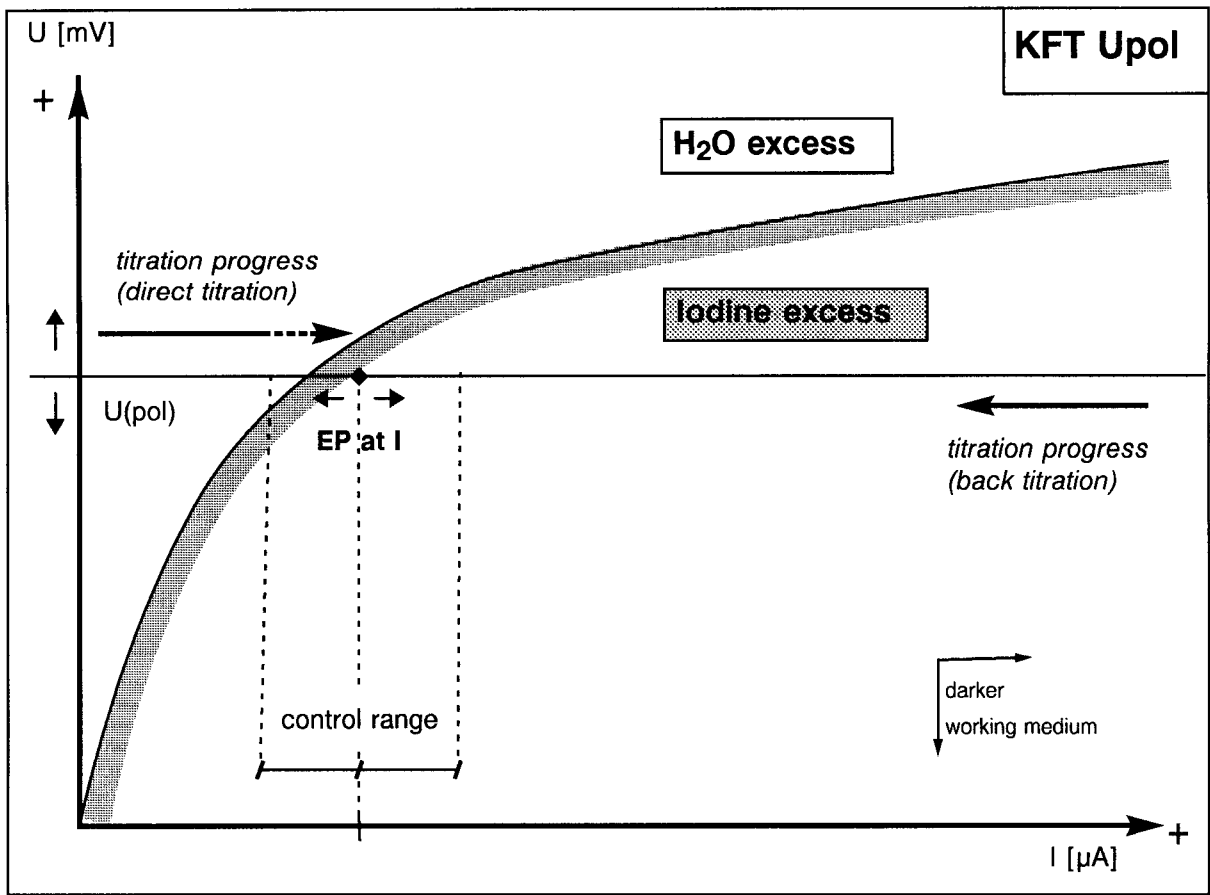 U [mV]
KFT Upol
+
H₂O excess
titration progress
(direct titration)
Iodine excess
U(pol)
EP at I
titration progress
(back titration)
darker
working medium
control range
+
I [µA]